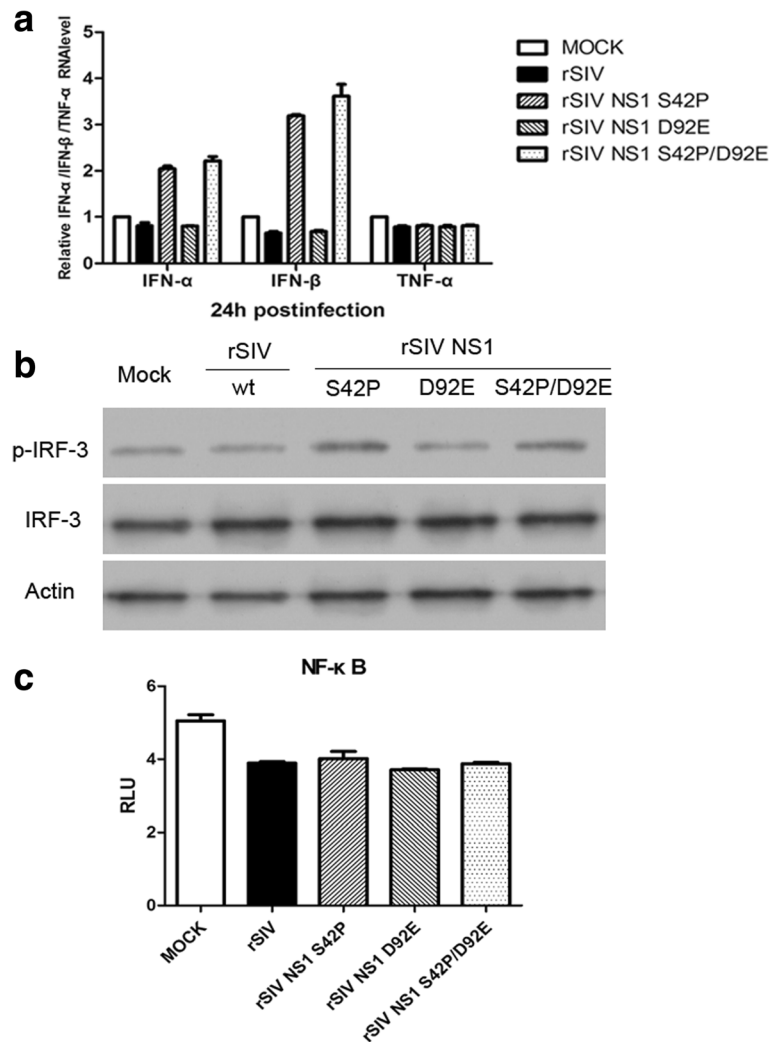 a
Relative IFN-α /IFN-β /TNF-α RNAlevel
5
4
3
2
1
0
IFN-α IFN-β TNF-α
24h postinfection
MOCK
rSIV
rSIV NS1 S42P
rSIV NS1 D92E
rSIV NS1 S42P/D92E
b
Mock rSIV rSIV NS1
wt S42P D92E S42P/D92E
p-IRF-3
IRF-3
Actin
c
NF-κ B
RLU
6
4
2
0
MOCK
rSIV
rSIV NS1 S42P
rSIV NS1 D92E
rSIV NS1 S42P/D92E